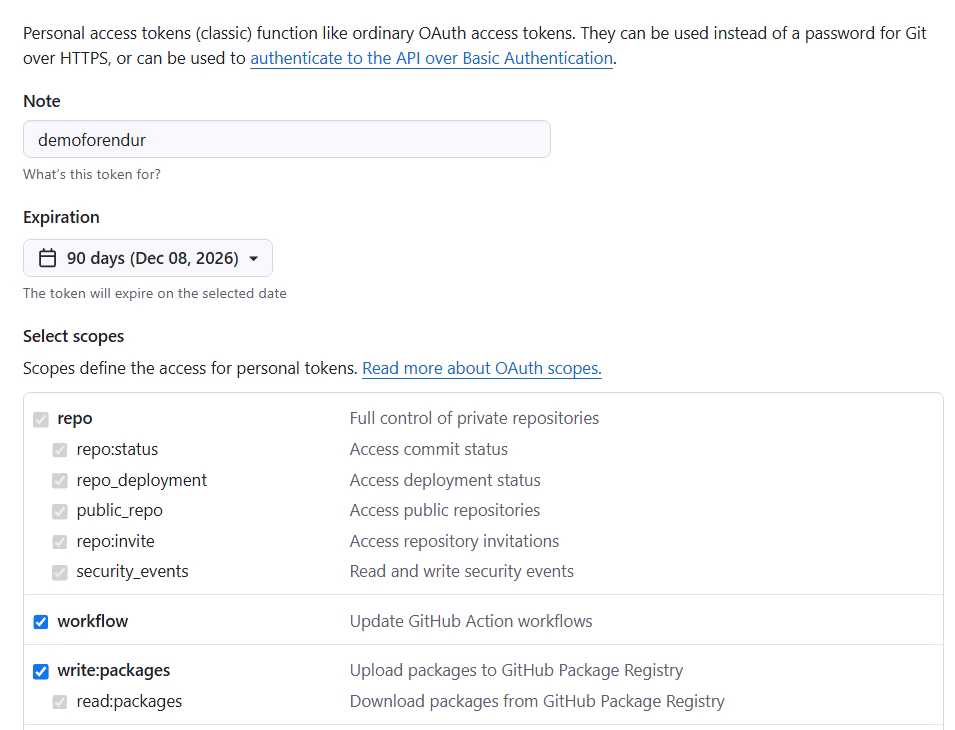 Personal access tokens (classic) function like ordinary OAuth access tokens. They can be used instead of a password for Git
over HTTPS, or can be used to authenticate to the API over Basic Authentication.
Note
demoforendur
What's this token for?
Expiration
90 days (Dec 08, 2026)
The token will expire on the selected date
Select scopes
Scopes define the access for personal tokens. Read more about OAuth scopes.
repo Full control of private repositories
repo:status Access commit status
repo_deployment Access deployment status
public_repo Access public repositories
repo:invite Access repository invitations
security_events Read and write security events
workflow Update GitHub Action workflows
write:packages Upload packages to GitHub Package Registry
read:packages Download packages from GitHub Package Registry